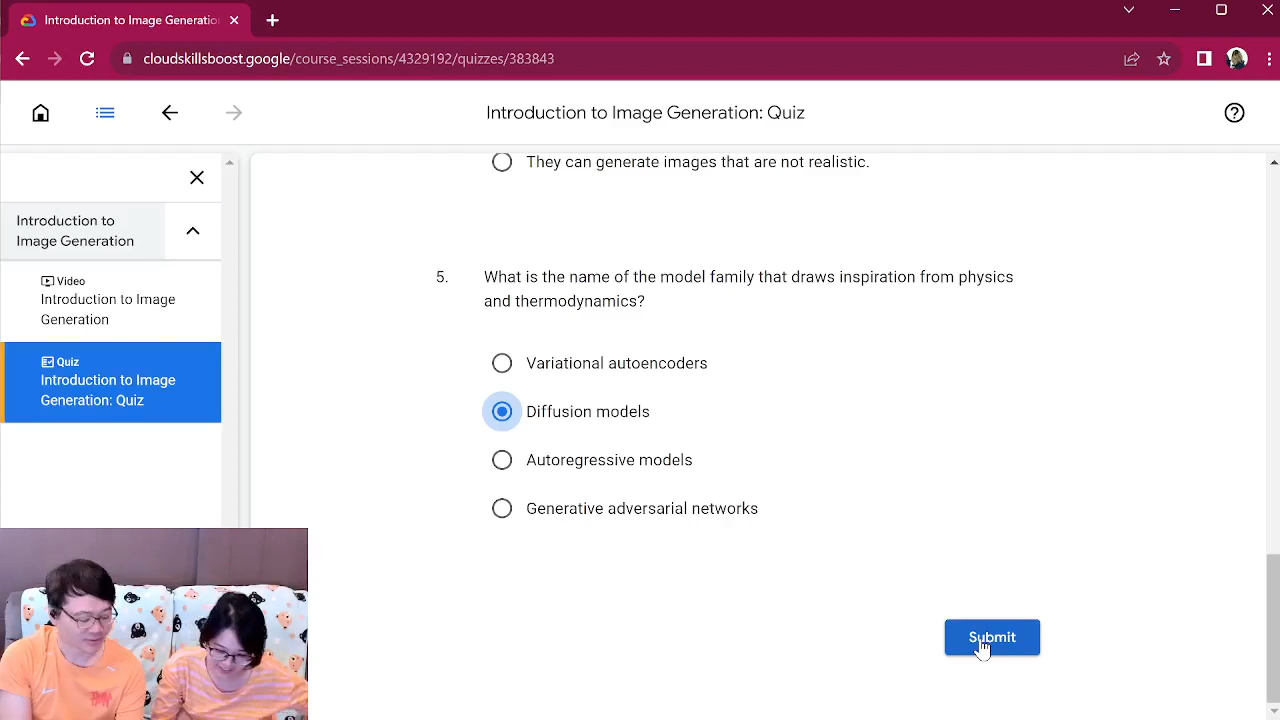 Introduction to Image Generatio
cloudskillsboost.google/course_sessions/4329192/quizzes/383843
Introduction to Image Generation: Quiz
Introduction to
Image Generation
Video
Introduction to Image
Generation
Quiz
Introduction to Image
Generation: Quiz
They can generate images that are not realistic.
5. What is the name of the model family that draws inspiration from physics
and thermodynamics?
Variational autoencoders
Diffusion models
Autoregressive models
Generative adversarial networks
Submit